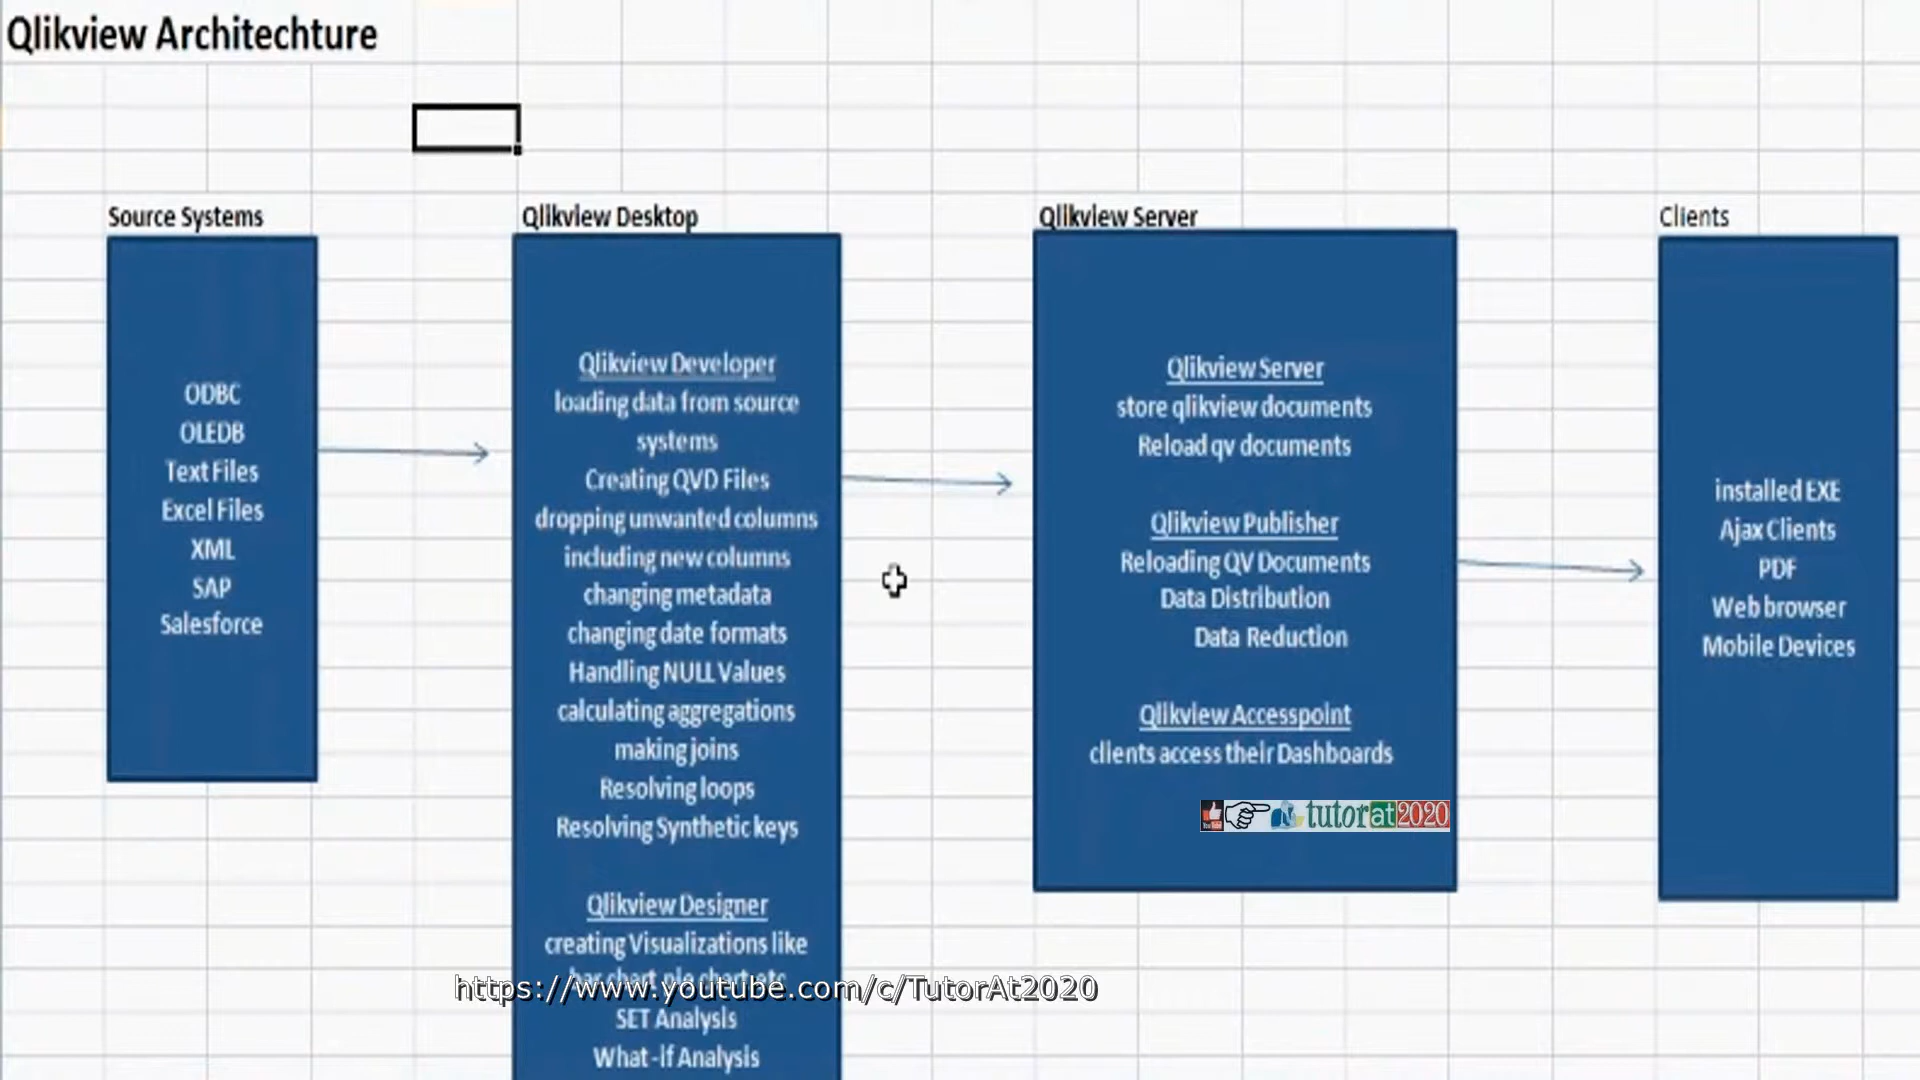 Qlikview Architechture
Source Systems
ODBC
OLEDB
Text Files
Excel Files
XML
SAP
Salesforce
Qlikview Desktop
Qlikview Developer
loading data from source
systems
Creating QVD Files
dropping unwanted columns
including new columns
changing metadata
changing date formats
Handling NULL Values
calculating aggregations
making joins
Resolving loops
Resolving Synthetic keys
Qlikview Designer
creating Visualizations like
bar chart, pie chart etc
SET Analysis
What -if Analysis
Qlikview Server
Qlikview Server
store qlikview documents
Reload qv documents
Qlikview Publisher
Reloading QV Documents
Data Distribution
Data Reduction
Qlikview Accesspoint
clients access their Dashboards
tutorat2020
Clients
installed EXE
Ajax Clients
PDF
Web browser
Mobile Devices
https://www.youtube.com/c/TutorAt2020